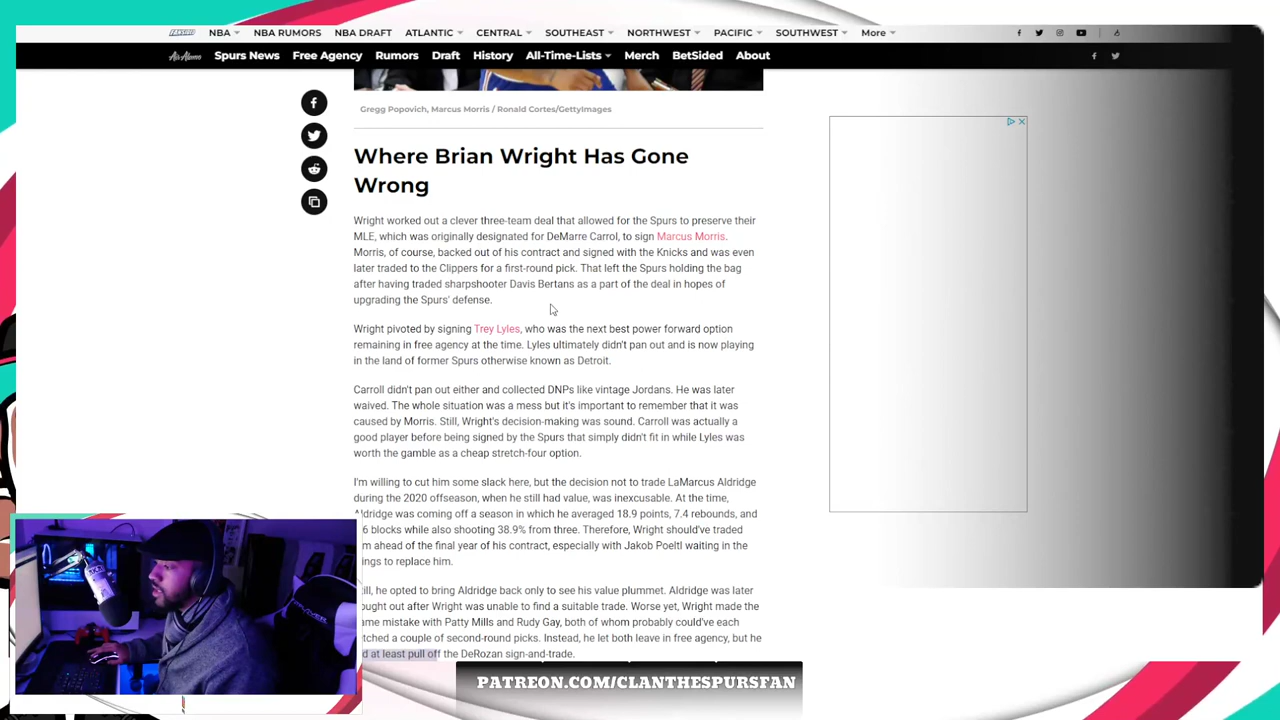 FANSIDED NBA NBA RUMORS NBA DRAFT ATLANTIC CENTRAL SOUTHEAST NORTHWEST PACIFIC SOUTHWEST More
Air Alamo Spurs News Free Agency Rumors Draft History All-Time-Lists Merch BetSided About
Gregg Popovich, Marcus Morris / Ronald Cortes/GettyImages
Where Brian Wright Has Gone
Wrong
Wright worked out a clever three-team deal that allowed for the Spurs to preserve their
MLE, which was originally designated for DeMarre Carrol, to sign Marcus Morris.
Morris, of course, backed out of his contract and signed with the Knicks and was even
later traded to the Clippers for a first-round pick. That left the Spurs holding the bag
after having traded sharpshooter Davis Bertans as a part of the deal in hopes of
upgrading the Spurs' defense.
Wright pivoted by signing Trey Lyles, who was the next best power forward option
remaining in free agency at the time. Lyles ultimately didn't pan out and is now playing
in the land of former Spurs otherwise known as Detroit.
Carroll didn't pan out either and collected DNPs like vintage Jordans. He was later
waived. The whole situation was a mess but it's important to remember that it was
caused by Morris. Still, Wright's decision-making was sound. Carroll was actually a
good player before being signed by the Spurs that simply didn't fit in while Lyles was
worth the gamble as a cheap stretch-four option.
I'm willing to cut him some slack here, but the decision not to trade LaMarcus Aldridge
during the 2020 offseason, when he still had value, was inexcusable. At the time,
Aldridge was coming off a season in which he averaged 18.9 points, 7.4 rebounds, and
6 blocks while also shooting 38.9% from three. Therefore, Wright should've traded
m ahead of the final year of his contract, especially with Jakob Poeltl waiting in the
ings to replace him.
ill, he opted to bring Aldridge back only to see his value plummet. Aldridge was later
ought out after Wright was unable to find a suitable trade. Worse yet, Wright made the
ame mistake with Patty Mills and Rudy Gay, both of whom probably could've each
tched a couple of second-round picks. Instead, he let both leave in free agency, but he
d at least pull off the DeRozan sign-and-trade.
PATREON.COM/CLANTHESPURSFAN